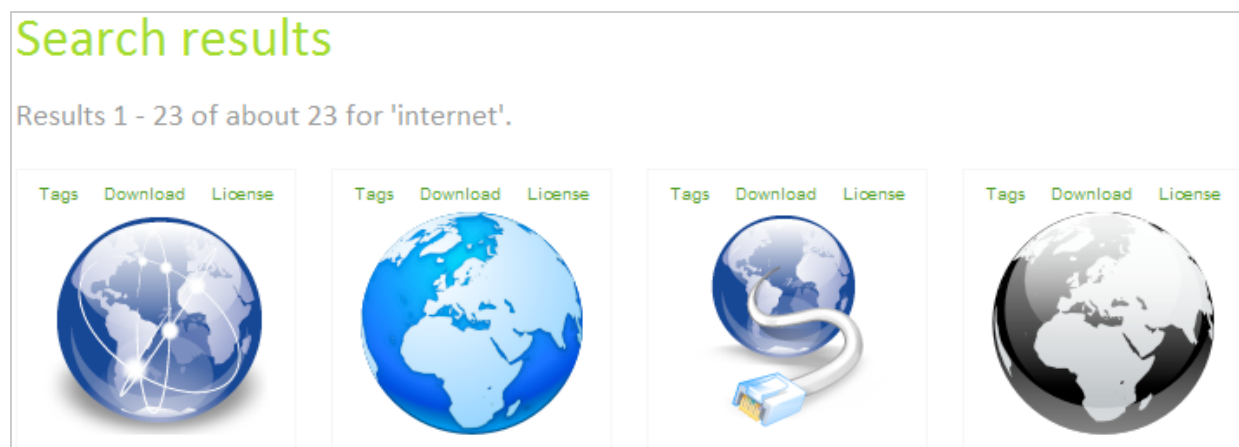 Search results
Results 1 - 23 of about 23 for 'internet'.
Tags Download License Tags Download License Tags Download License Tags Download License